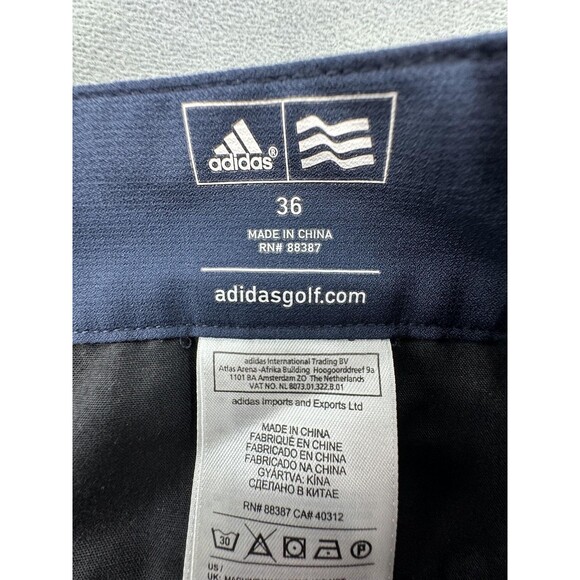 adidas®
36
MADE IN CHINA
RN# 88387
adidasgolf.com
adidas International Trading BV
Atlas Arena -Afrika Building Hoogoorddreef 9a
1101 BA Amsterdam ZO The Netherlands
VAT NO. NL 8073.01.322.B.01
adidas Imports and Exports Ltd
MADE IN CHINA
FABRIQUÉ EN CHINE
FABRICADO EN CHINA
FABRICADO NA CHINA
GYÁRTVA: KÍNA
СДЕЛАНО В КИТАЕ
RN# 88387 CA# 40312
30 P
US /
UK: